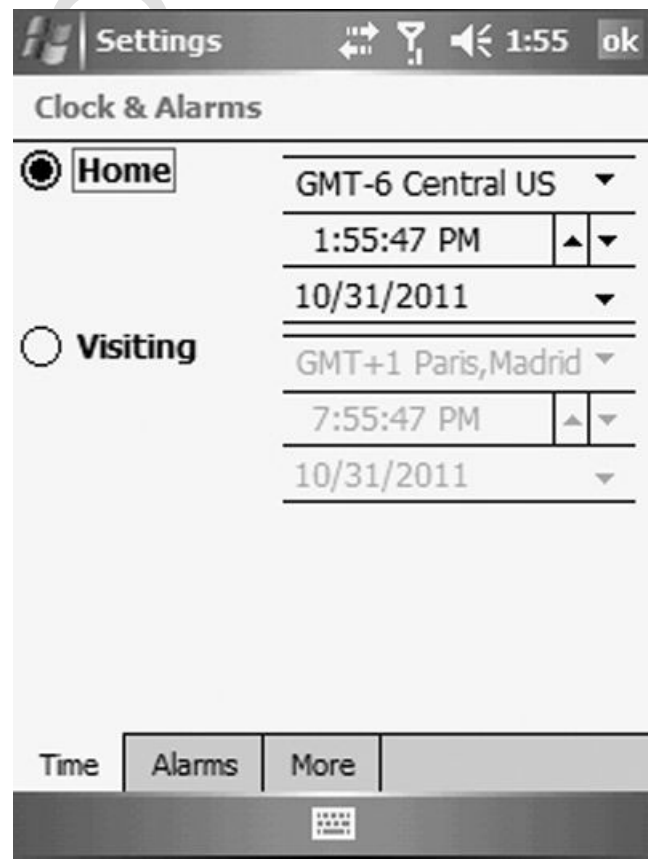 Settings 1:55 ok
Clock & Alarms
Home
GMT-6 Central US
1:55:47 PM
10/31/2011
Visiting
GMT+1 Paris,Madrid
7:55:47 PM
10/31/2011
Time Alarms More